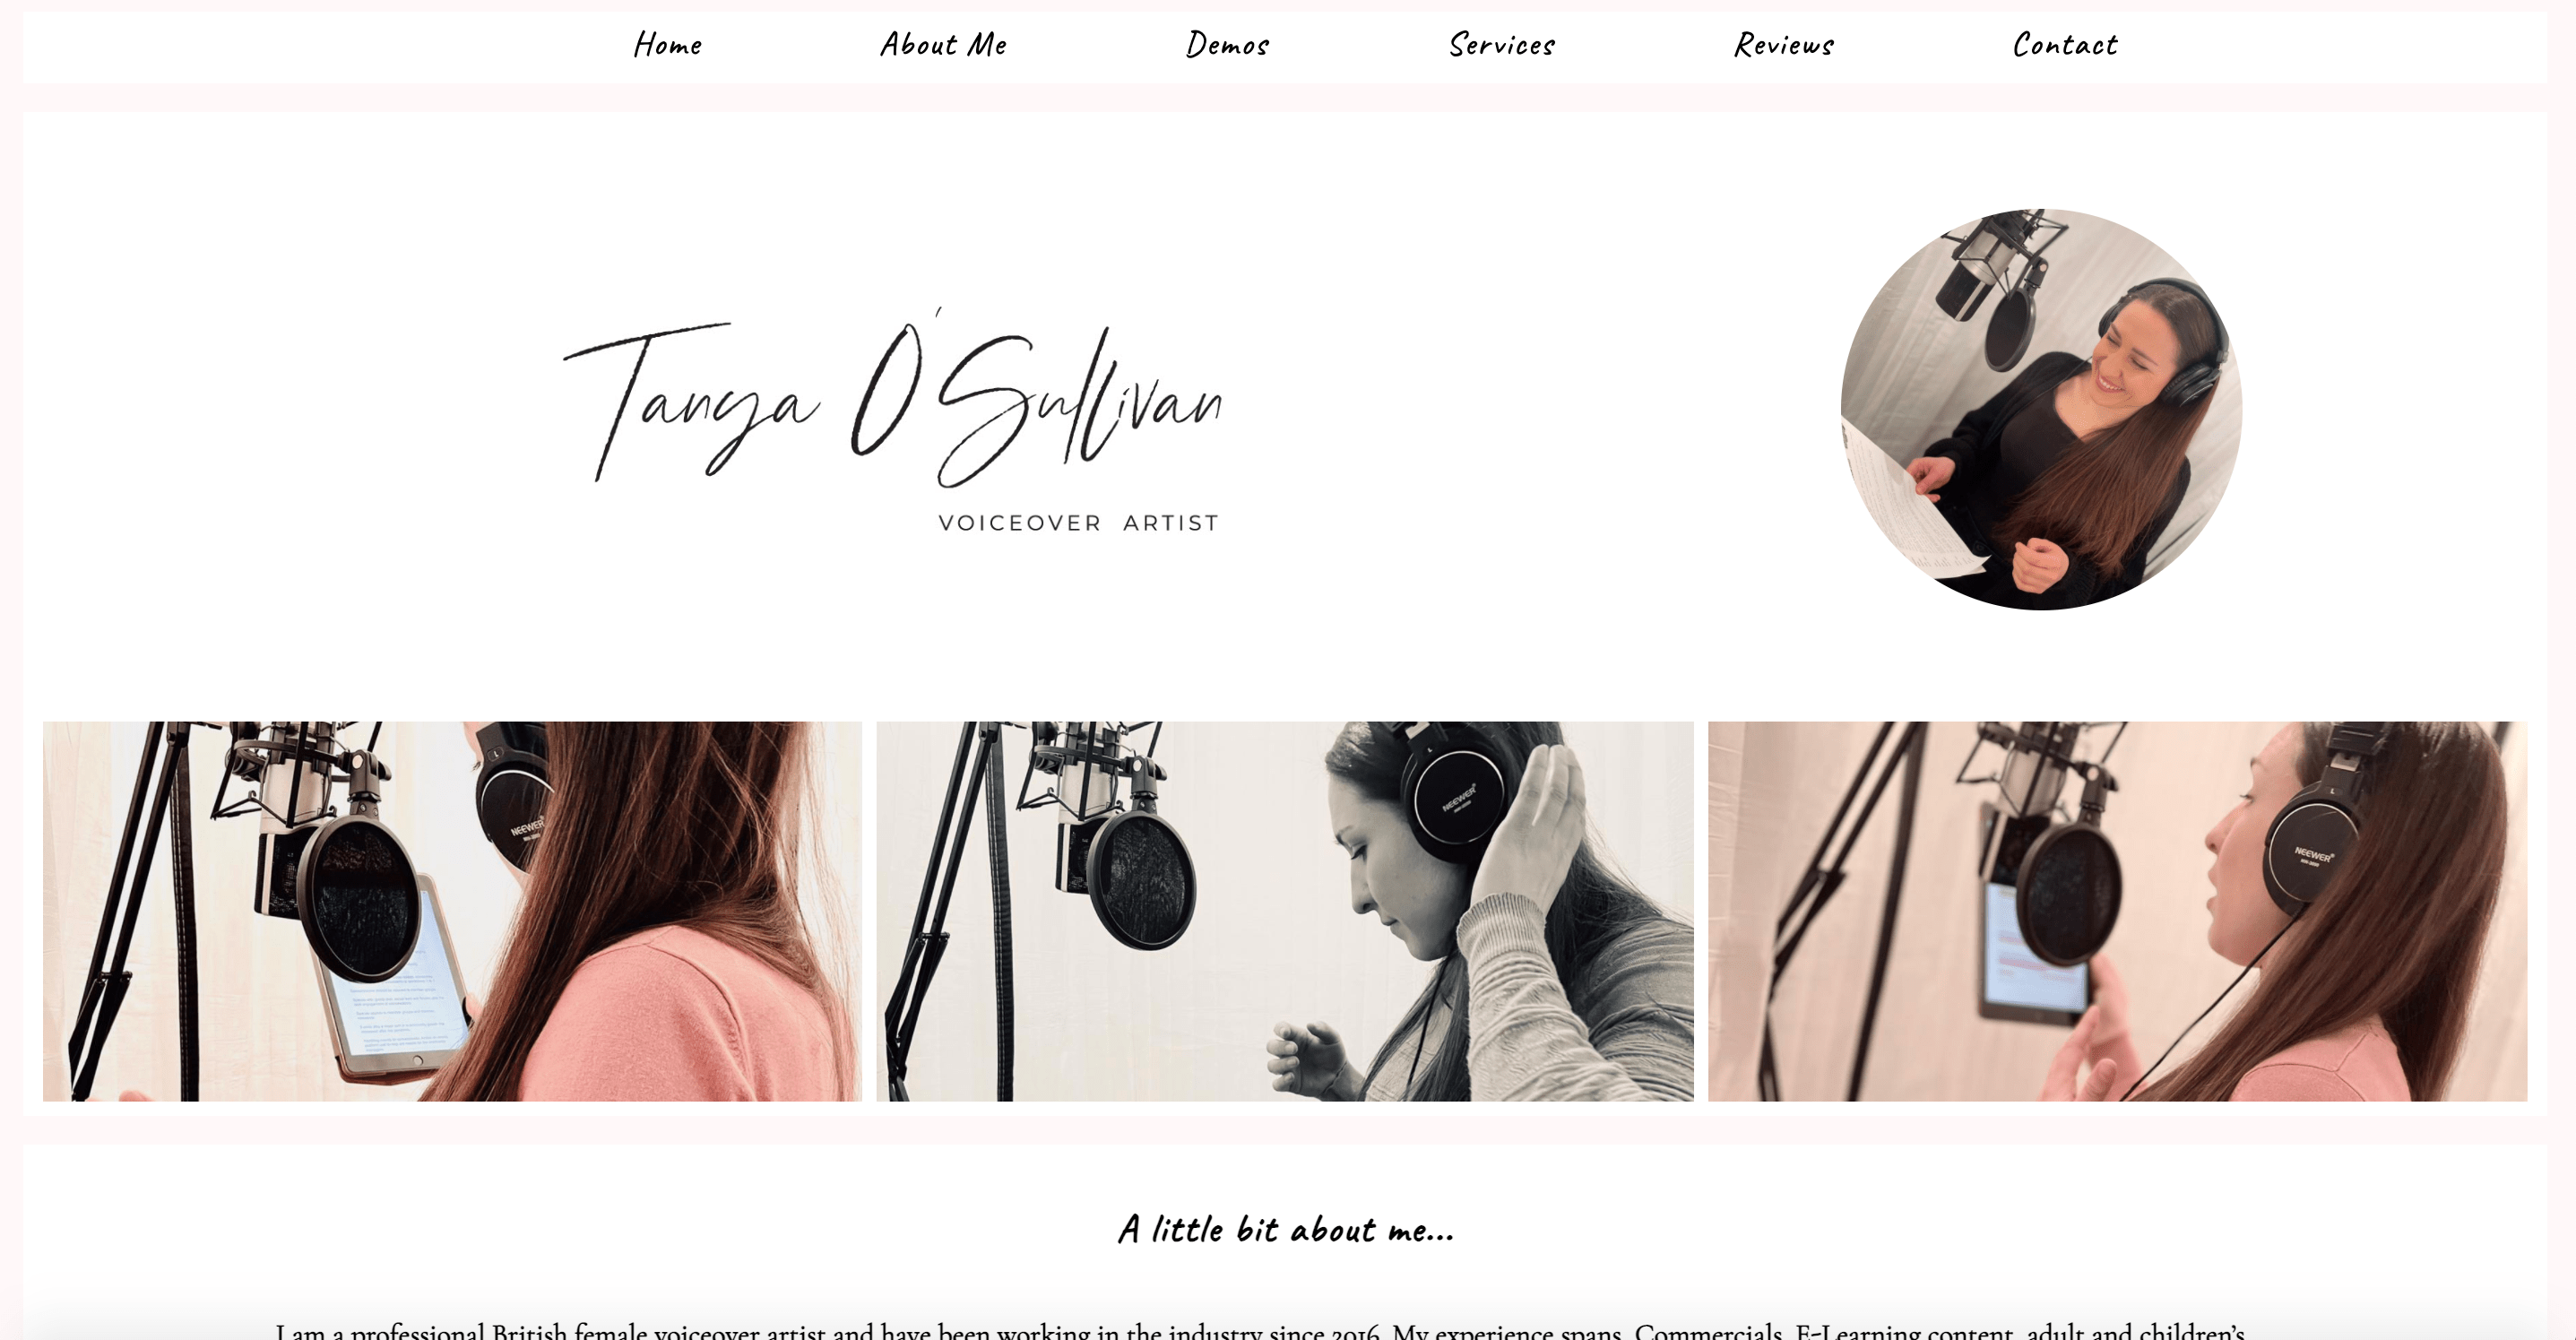 Home About Me Demos Services Reviews Contact
Tanya O'Sullivan
VOICEOVER ARTIST
NEEWER
NEEWER
NEEWER
A little bit about me...
I am a professional British female voiceover artist and have been working in the industry since 2016. My experience spans, Commercials, E-Learning content, adult and children's